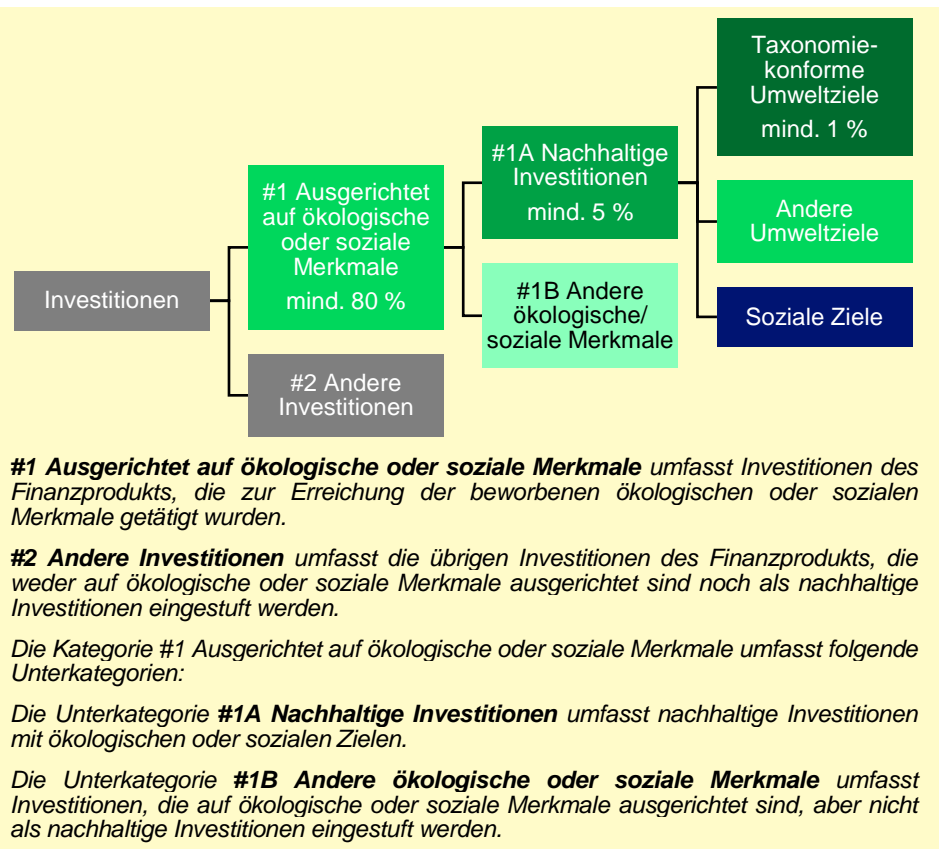 Investitionen
#1 Ausgerichtet
auf ökologische
oder soziale
Merkmale
mind. 80 %
#2 Andere
Investitionen
#1A Nachhaltige
Investitionen
mind. 5 %
#1B Andere
ökologische/
soziale Merkmale
Taxonomie-
konforme
Umweltziele
mind. 1 %
Andere
Umweltziele
Soziale Ziele
#1 Ausgerichtet auf ökologische oder soziale Merkmale umfasst Investitionen des
Finanzprodukts, die zur Erreichung der beworbenen ökologischen oder sozialen
Merkmale getätigt wurden.
#2 Andere Investitionen umfasst die übrigen Investitionen des Finanzprodukts, die
weder auf ökologische oder soziale Merkmale ausgerichtet sind noch als nachhaltige
Investitionen eingestuft werden.
Die Kategorie #1 Ausgerichtet auf ökologische oder soziale Merkmale umfasst folgende
Unterkategorien:
Die Unterkategorie #1A Nachhaltige Investitionen umfasst nachhaltige Investitionen
mit ökologischen oder sozialen Zielen.
Die Unterkategorie #1B Andere ökologische oder soziale Merkmale umfasst
Investitionen, die auf ökologische oder soziale Merkmale ausgerichtet sind, aber nicht
als nachhaltige Investitionen eingestuft werden.